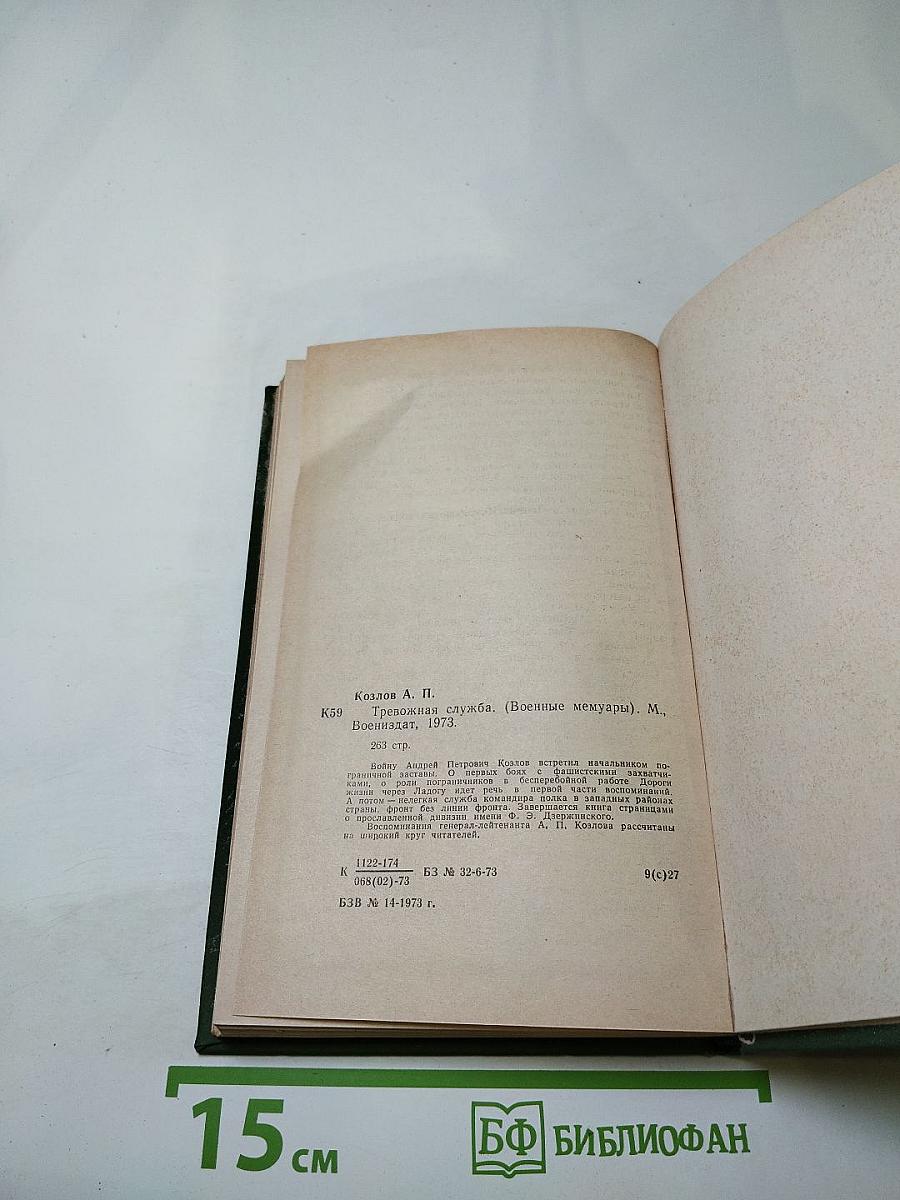 Козлов А. П.
К59 Тревожная служба. (Военные мемуары). М.,
Воениздат, 1973.
263 стр.
Войну Андрей Петрович Козлов встретил начальником по-
граничной заставы. О первых боях с фашистскими захватчи-
ками, о роли пограничников в бесперебойной работе Дороги
жизни через Ладогу идет речь в первой части воспоминаний.
А потом — нелегкая служба командира полка в западных районах
страны, фронт без линии фронта. Завершается книга страницами
о прославленной дивизии имени Ф. Э. Дзержинского.
Воспоминания генерал-лейтенанта А. П. Козлова рассчитаны
на широкий круг читателей.
К 1122-174
068(02)-73 БЗ № 32-6-73 9(с)27
БЗВ № 14-1973 г.
15 см
БФ БИБЛИОФАН